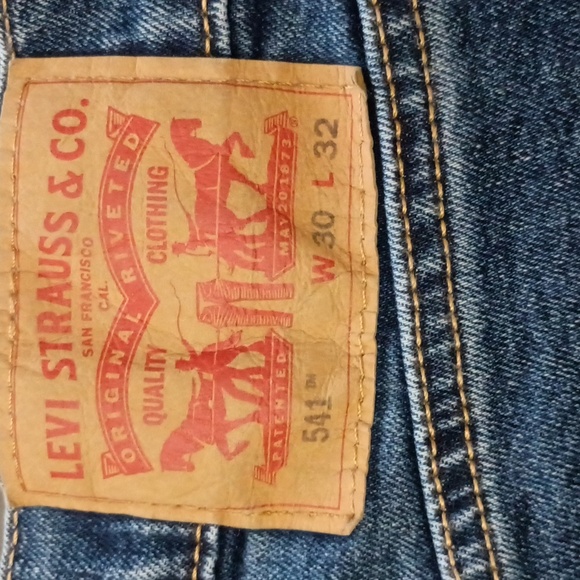 LEVI STRAUSS & CO.
SAN FRANCISCO
CAL.
ORIGINAL RIVETED
QUALITY CLOTHING
PATENTED MAY 20 1873
541™ W 30 L 32